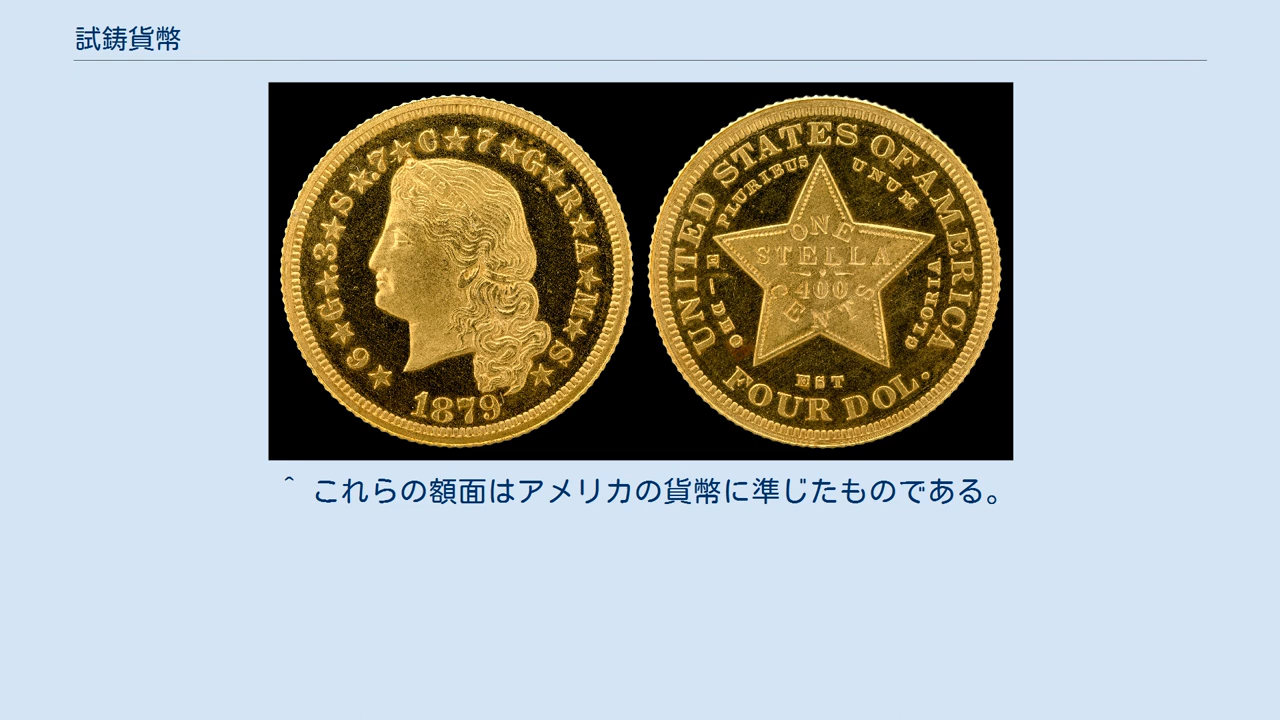 試鋳貨幣
★6★G★.3★S★.7★C★7★G★R★A★M★S★
1879
UNITED STATES OF AMERICA
E PLURIBUS UNUM
ONE
STELLA
400
CENTS
DEO EST GLORIA
FOUR DOL.
^ これらの額面はアメリカの貨幣に準じたものである。